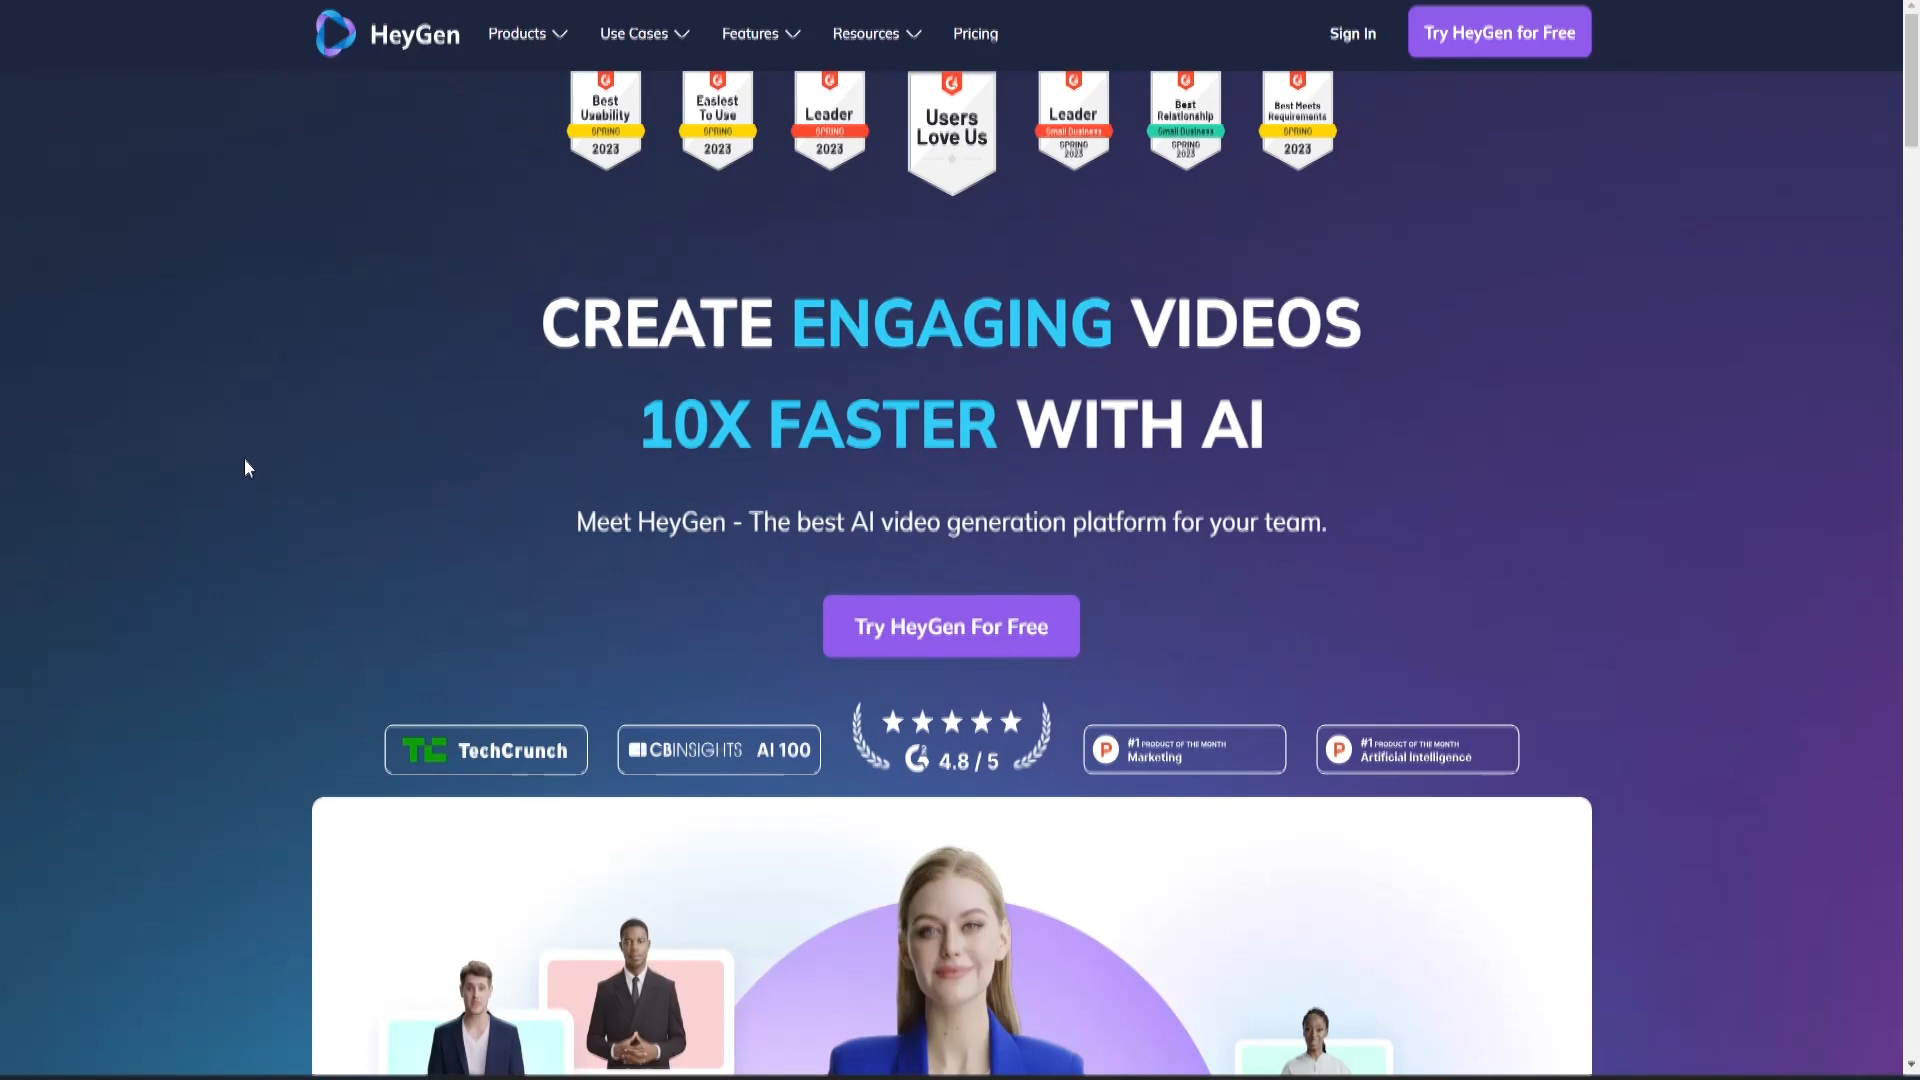 HeyGen
Products
Use Cases
Features
Resources
Pricing
Sign In
Try HeyGen for Free
Best
Usability
SPRING
2023
Easiest
To Use
SPRING
2023
Leader
SPRING
2023
Users
Love Us
Leader
Small Business
SPRING
2023
Best
Relationship
Small Business
SPRING
2023
Best Meets
Requirements
SPRING
2023
CREATE ENGAGING VIDEOS
10X FASTER WITH AI
Meet HeyGen - The best AI video generation platform for your team.
Try HeyGen For Free
TC TechCrunch
CBINSIGHTS AI 100
G2 4.8 / 5
P #1 PRODUCT OF THE MONTH
Marketing
P #1 PRODUCT OF THE MONTH
Artificial Intelligence